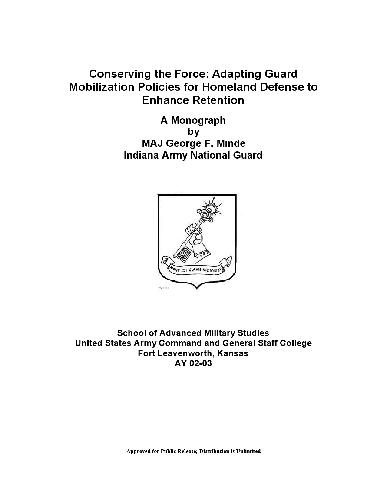 Conserving the Force: Adapting Guard
Mobilization Policies for Homeland Defense to
Enhance Retention
A Monograph
by
MAJ George F. Minde
Indiana Army National Guard
School of Advanced Military Studies
United States Army Command and General Staff College
Fort Leavenworth, Kansas
AY 02-03
Approved for Public Release; Distribution is Unlimited